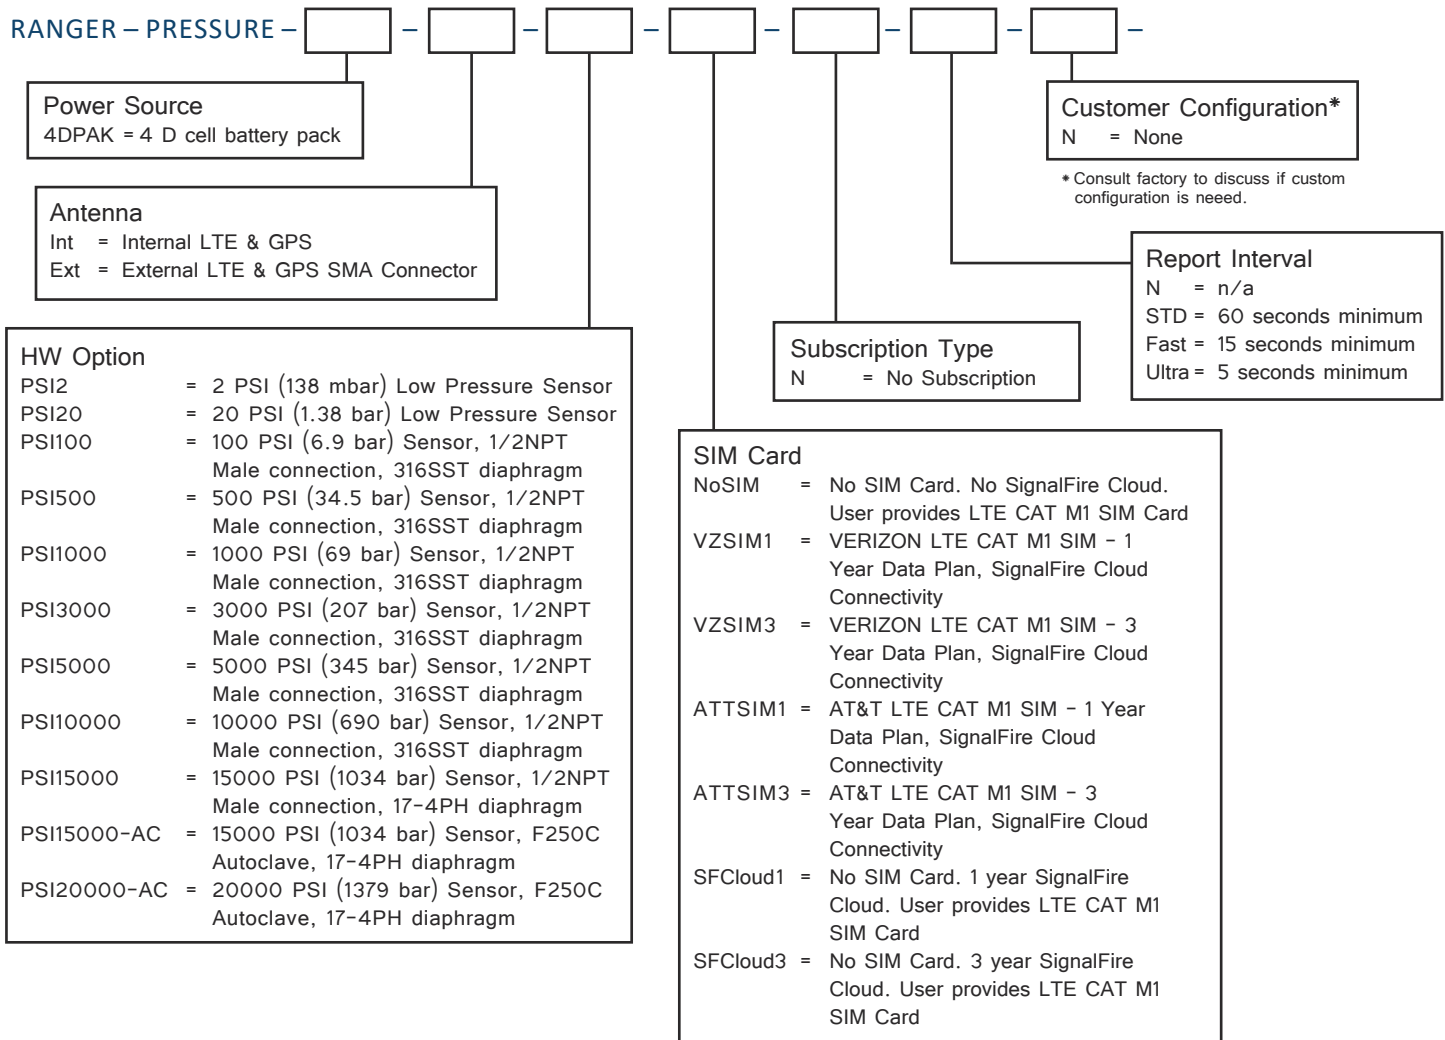 RANGER – PRESSURE – – – – – – – –
Power Source
4DPAK = 4 D cell battery pack
Customer Configuration*
N = None
* Consult factory to discuss if custom
configuration is neeed.
Antenna
Int = Internal LTE & GPS
Ext = External LTE & GPS SMA Connector
Report Interval
N = n/a
STD = 60 seconds minimum
Fast = 15 seconds minimum
Ultra = 5 seconds minimum
HW Option
PSI2 = 2 PSI (138 mbar) Low Pressure Sensor
PSI20 = 20 PSI (1.38 bar) Low Pressure Sensor
PSI100 = 100 PSI (6.9 bar) Sensor, 1/2NPT
Male connection, 316SST diaphragm
PSI500 = 500 PSI (34.5 bar) Sensor, 1/2NPT
Male connection, 316SST diaphragm
PSI1000 = 1000 PSI (69 bar) Sensor, 1/2NPT
Male connection, 316SST diaphragm
PSI3000 = 3000 PSI (207 bar) Sensor, 1/2NPT
Male connection, 316SST diaphragm
PSI5000 = 5000 PSI (345 bar) Sensor, 1/2NPT
Male connection, 316SST diaphragm
PSI10000 = 10000 PSI (690 bar) Sensor, 1/2NPT
Male connection, 316SST diaphragm
PSI15000 = 15000 PSI (1034 bar) Sensor, 1/2NPT
Male connection, 17-4PH diaphragm
PSI15000-AC = 15000 PSI (1034 bar) Sensor, F250C
Autoclave, 17-4PH diaphragm
PSI20000-AC = 20000 PSI (1379 bar) Sensor, F250C
Autoclave, 17-4PH diaphragm
Subscription Type
N = No Subscription
SIM Card
NoSIM = No SIM Card. No SignalFire Cloud.
User provides LTE CAT M1 SIM Card
VZSIM1 = VERIZON LTE CAT M1 SIM - 1
Year Data Plan, SignalFire Cloud
Connectivity
VZSIM3 = VERIZON LTE CAT M1 SIM - 3
Year Data Plan, SignalFire Cloud
Connectivity
ATTSIM1 = AT&T LTE CAT M1 SIM - 1 Year
Data Plan, SignalFire Cloud
Connectivity
ATTSIM3 = AT&T LTE CAT M1 SIM - 3
Year Data Plan, SignalFire Cloud
Connectivity
SFCloud1 = No SIM Card. 1 year SignalFire
Cloud. User provides LTE CAT M1
SIM Card
SFCloud3 = No SIM Card. 3 year SignalFire
Cloud. User provides LTE CAT M1
SIM Card